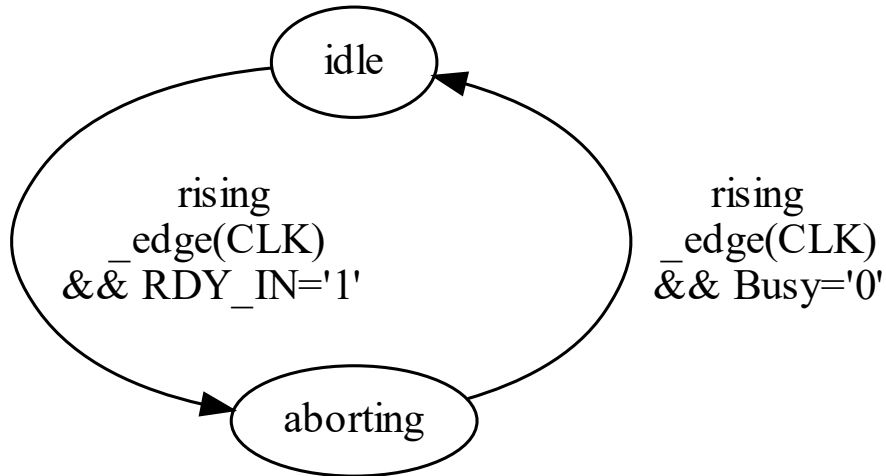 idle
rising
_edge(CLK)
&& RDY_IN='1'
rising
_edge(CLK)
&& Busy='0'
aborting